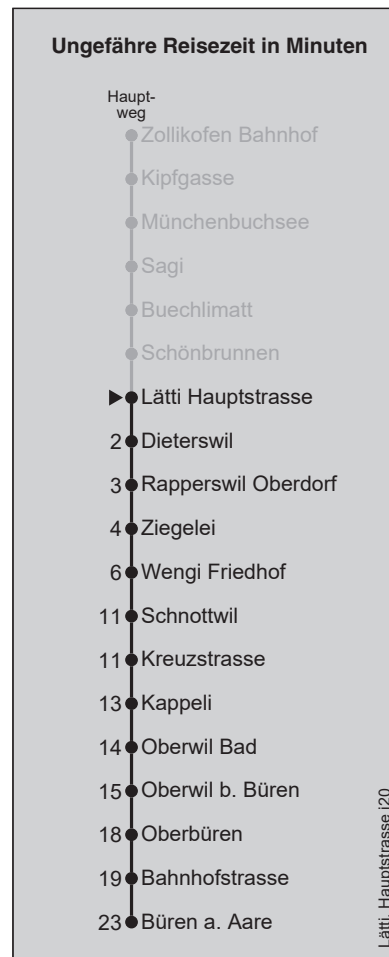 Ungefähre Reisezeit in Minuten
Haupt-
weg
Zollikofen Bahnhof
Kipfgasse
Münchenbuchsee
Sagi
Buechlimatt
Schönbrunnen
Lätti Hauptstrasse
2 Dieterswil
3 Rapperswil Oberdorf
4 Ziegelei
6 Wengi Friedhof
11 Schnottwil
11 Kreuzstrasse
13 Kappeli
14 Oberwil Bad
15 Oberwil b. Büren
18 Oberbüren
19 Bahnhofstrasse
23 Büren a. Aare
Lätti, Hauptstrasse j20